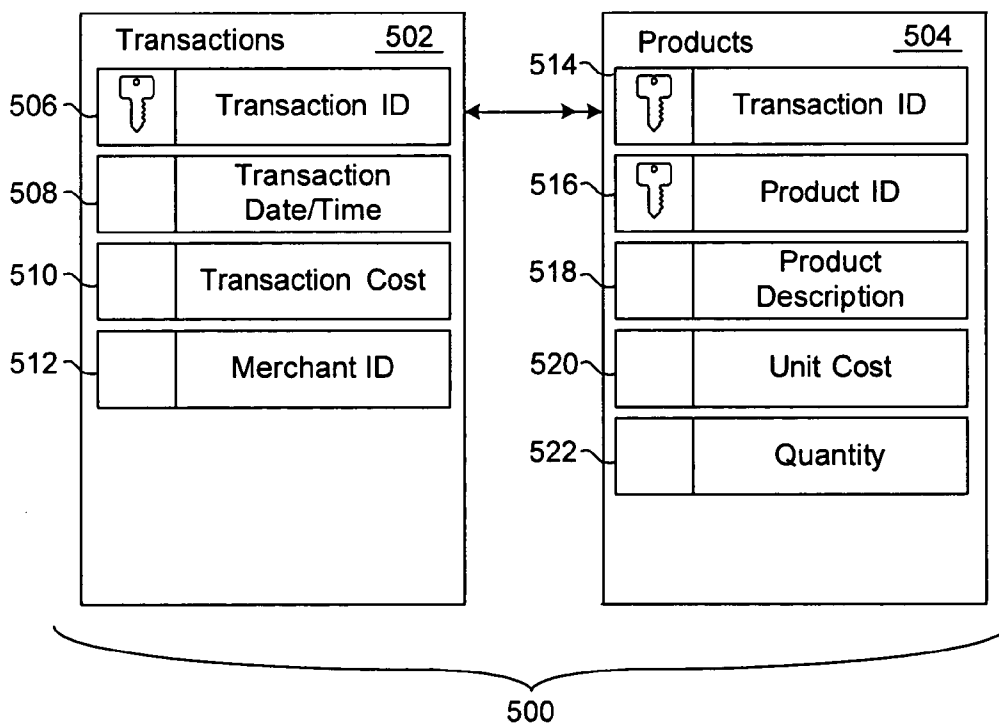 Transactions 502
506 Transaction ID
508 Transaction
Date/Time
510 Transaction Cost
512 Merchant ID
Products 504
514 Transaction ID
516 Product ID
518 Product
Description
520 Unit Cost
522 Quantity
500